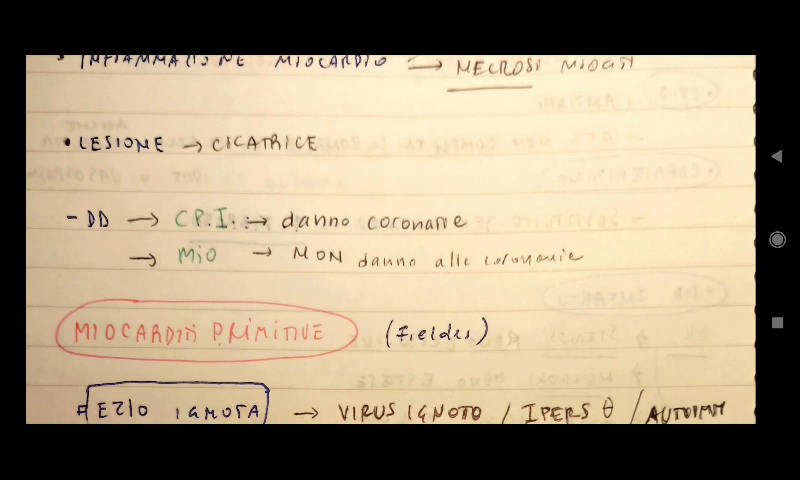 • INFIAMMAZIONE MIOCARDIO → NECROSI MIOCITI
• LESIONE → CICATRICE
- DD → C.P.I. → danno coronarie
→ MIO → NON danno alle coronarie
MIOCARDITI PRIMITIVE (Fieldes)
EZIO IGNOTA → VIRUS IGNOTO / IPERS θ / AUTOIMM